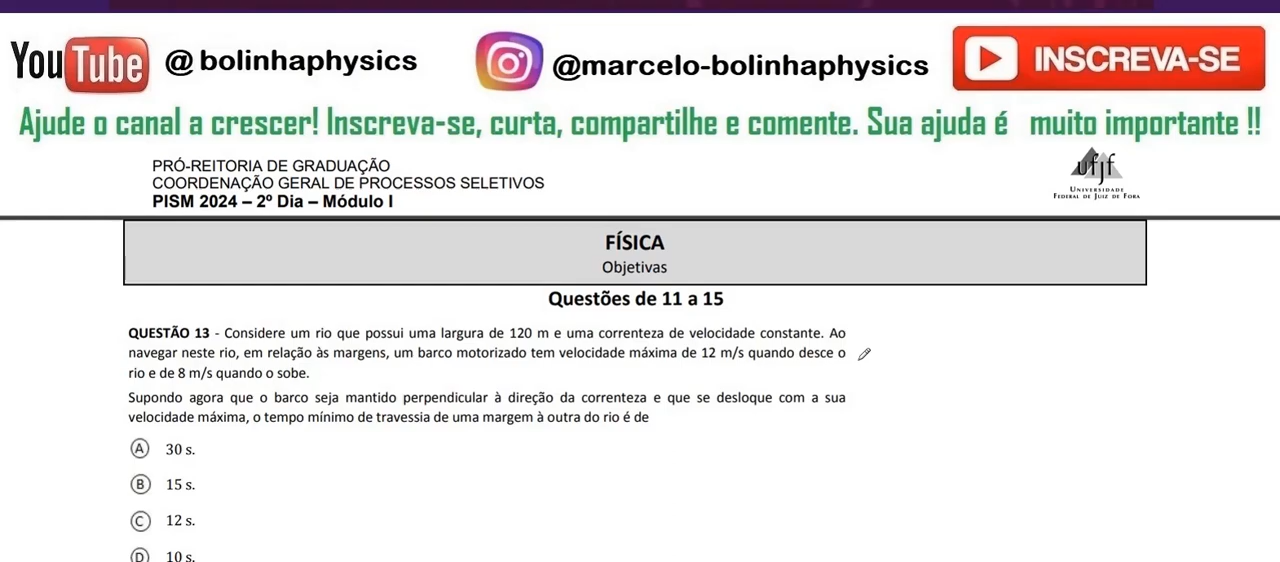 YouTube @bolinhaphysics @marcelo-bolinhaphysics INSCREVA-SE
Ajude o canal a crescer! Inscreva-se, curta, compartilhe e comente. Sua ajuda é muito importante !!
PRÓ-REITORIA DE GRADUAÇÃO
COORDENAÇÃO GERAL DE PROCESSOS SELETIVOS
PISM 2024 – 2º Dia – Módulo I
ufjf
UNIVERSIDADE
FEDERAL DE JUIZ DE FORA
FÍSICA
Objetivas
Questões de 11 a 15
QUESTÃO 13 - Considere um rio que possui uma largura de 120 m e uma correnteza de velocidade constante. Ao
navegar neste rio, em relação às margens, um barco motorizado tem velocidade máxima de 12 m/s quando desce o
rio e de 8 m/s quando o sobe.
Supondo agora que o barco seja mantido perpendicular à direção da correnteza e que se desloque com a sua
velocidade máxima, o tempo mínimo de travessia de uma margem à outra do rio é de
A 30 s.
B 15 s.
C 12 s.
D 10 s.